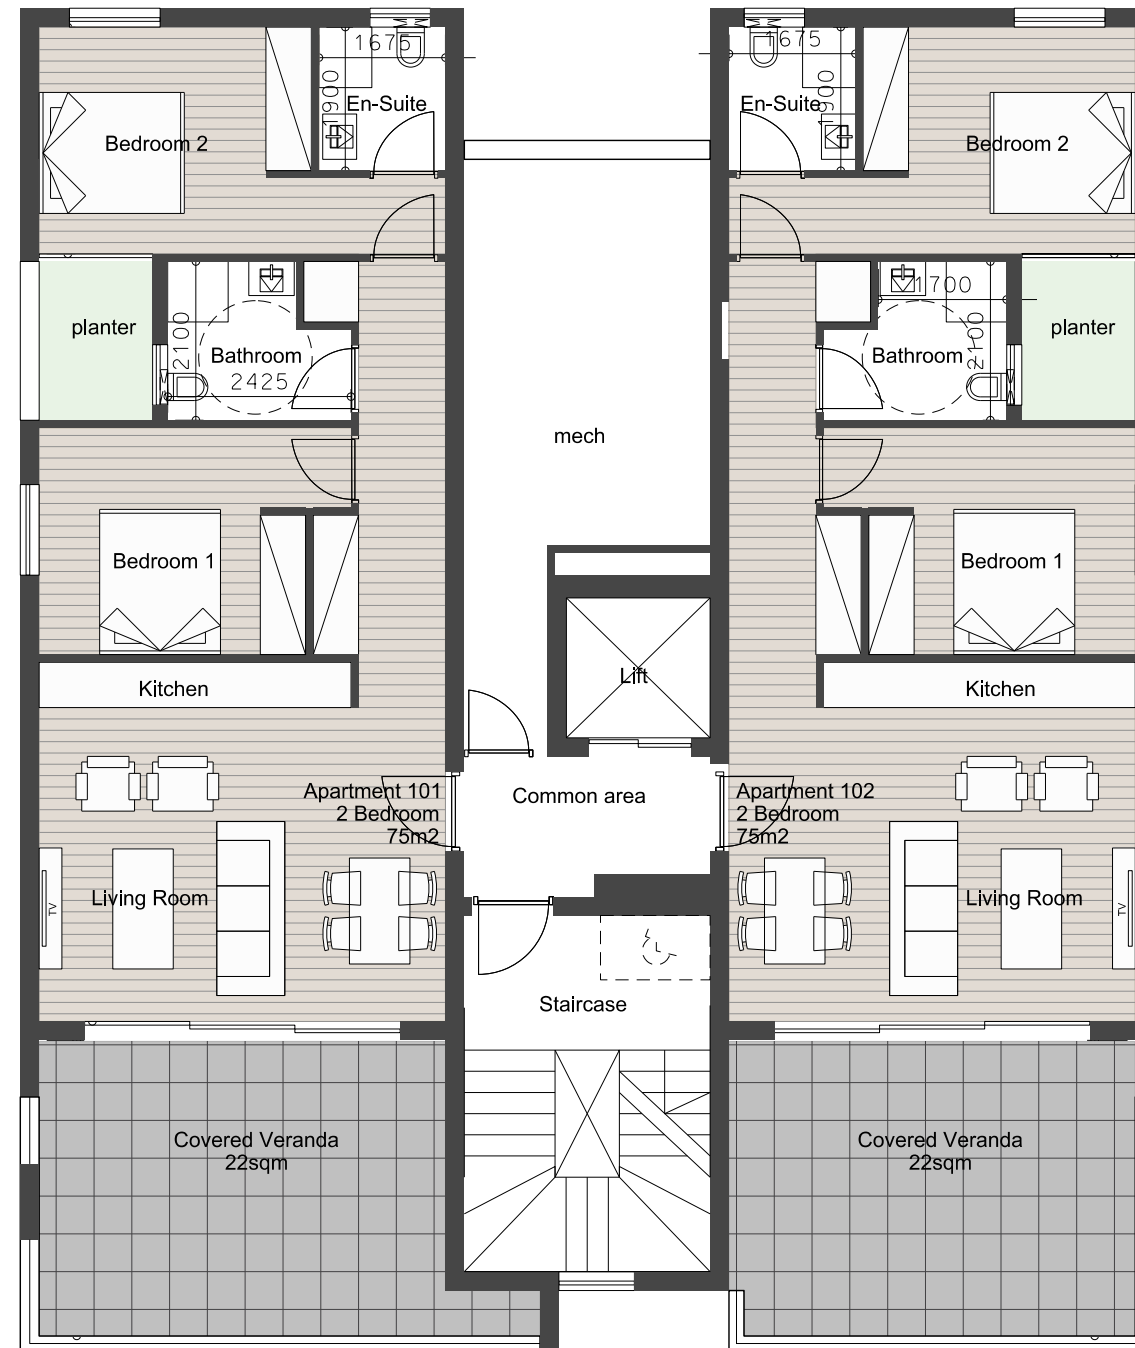 1675
1675
1900
En-Suite
En-Suite
1900
Bedroom 2
Bedroom 2
planter
2100
Bathroom
2425
1700
Bathroom
2100
planter
mech
Bedroom 1
Bedroom 1
Kitchen
Lift
Kitchen
Apartment 101
2 Bedroom
75m2
Common area
Apartment 102
2 Bedroom
75m2
TV
Living Room
Living Room
TV
Staircase
Covered Veranda
22sqm
Covered Veranda
22sqm